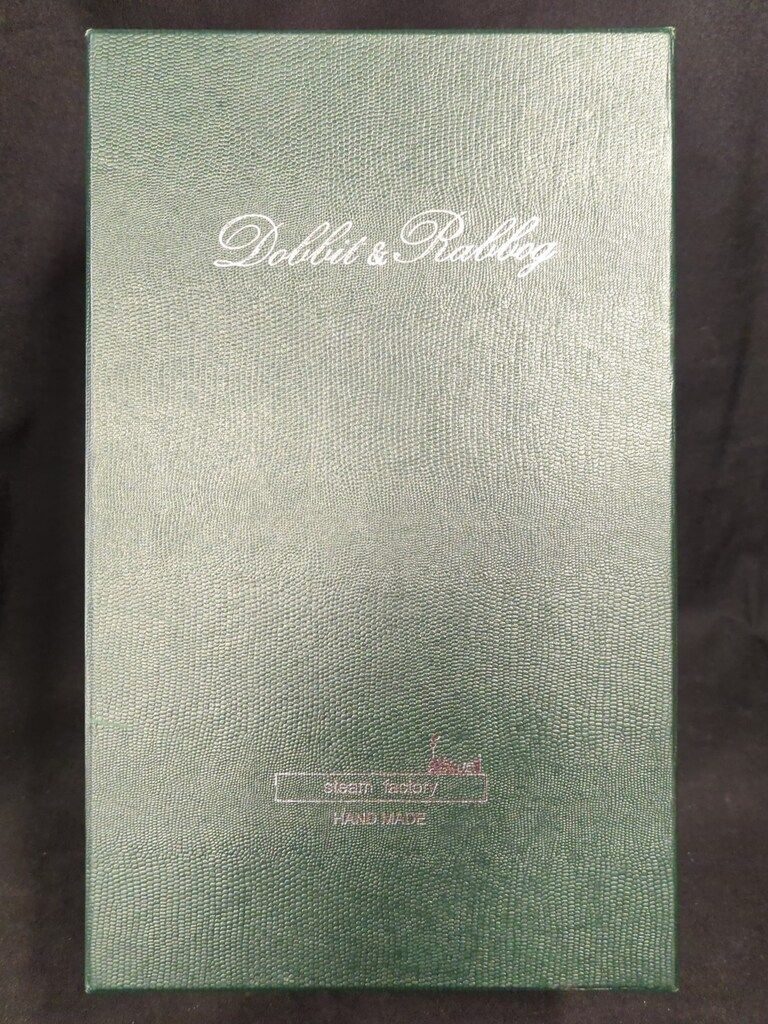 Dobbit & Rabbog
steam factory
HAND MADE